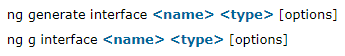 ng generate interface <name> <type> [options]
ng g interface <name> <type> [options]